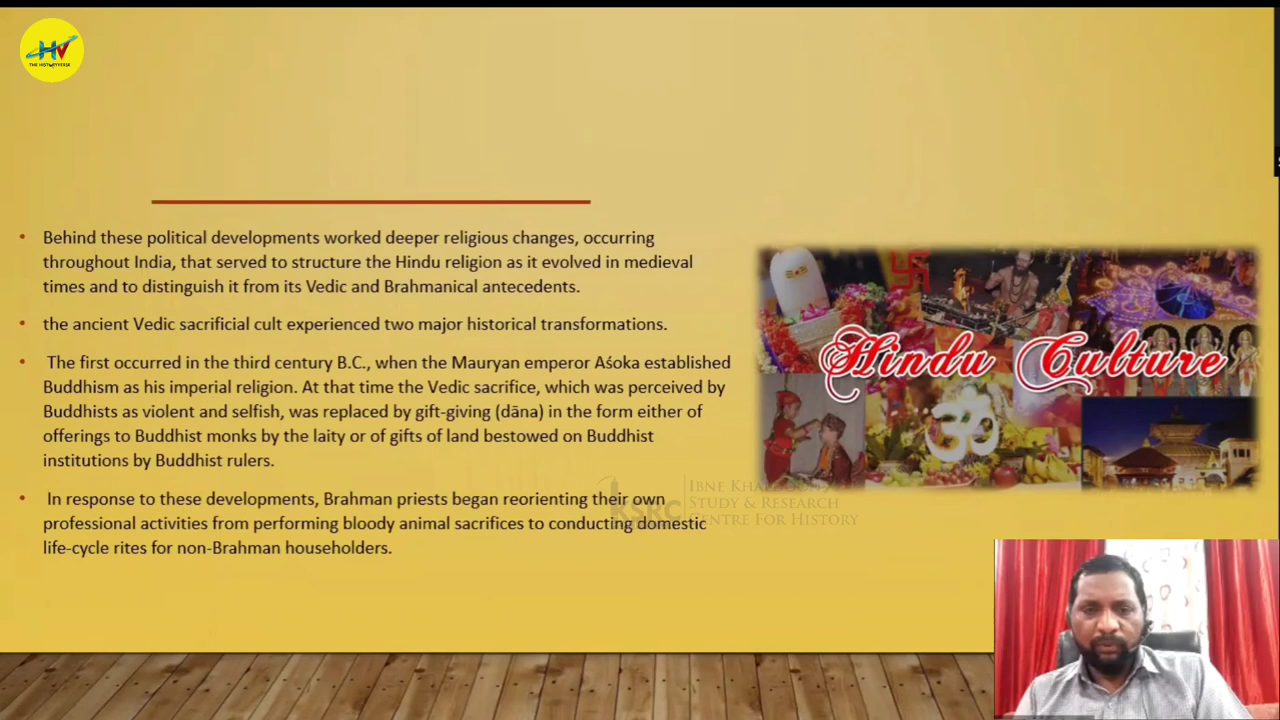 HV
THE HISTORYVERSE
• Behind these political developments worked deeper religious changes, occurring
throughout India, that served to structure the Hindu religion as it evolved in medieval
times and to distinguish it from its Vedic and Brahmanical antecedents.
• the ancient Vedic sacrificial cult experienced two major historical transformations.
• The first occurred in the third century B.C., when the Mauryan emperor Aśoka established
Buddhism as his imperial religion. At that time the Vedic sacrifice, which was perceived by
Buddhists as violent and selfish, was replaced by gift-giving (dāna) in the form either of
offerings to Buddhist monks by the laity or of gifts of land bestowed on Buddhist
institutions by Buddhist rulers.
• In response to these developments, Brahman priests began reorienting their own
professional activities from performing bloody animal sacrifices to conducting domestic
life-cycle rites for non-Brahman householders.
Hindu Culture
ॐ
KSRC
STUDY & RESEARCH
CENTRE FOR HISTORY